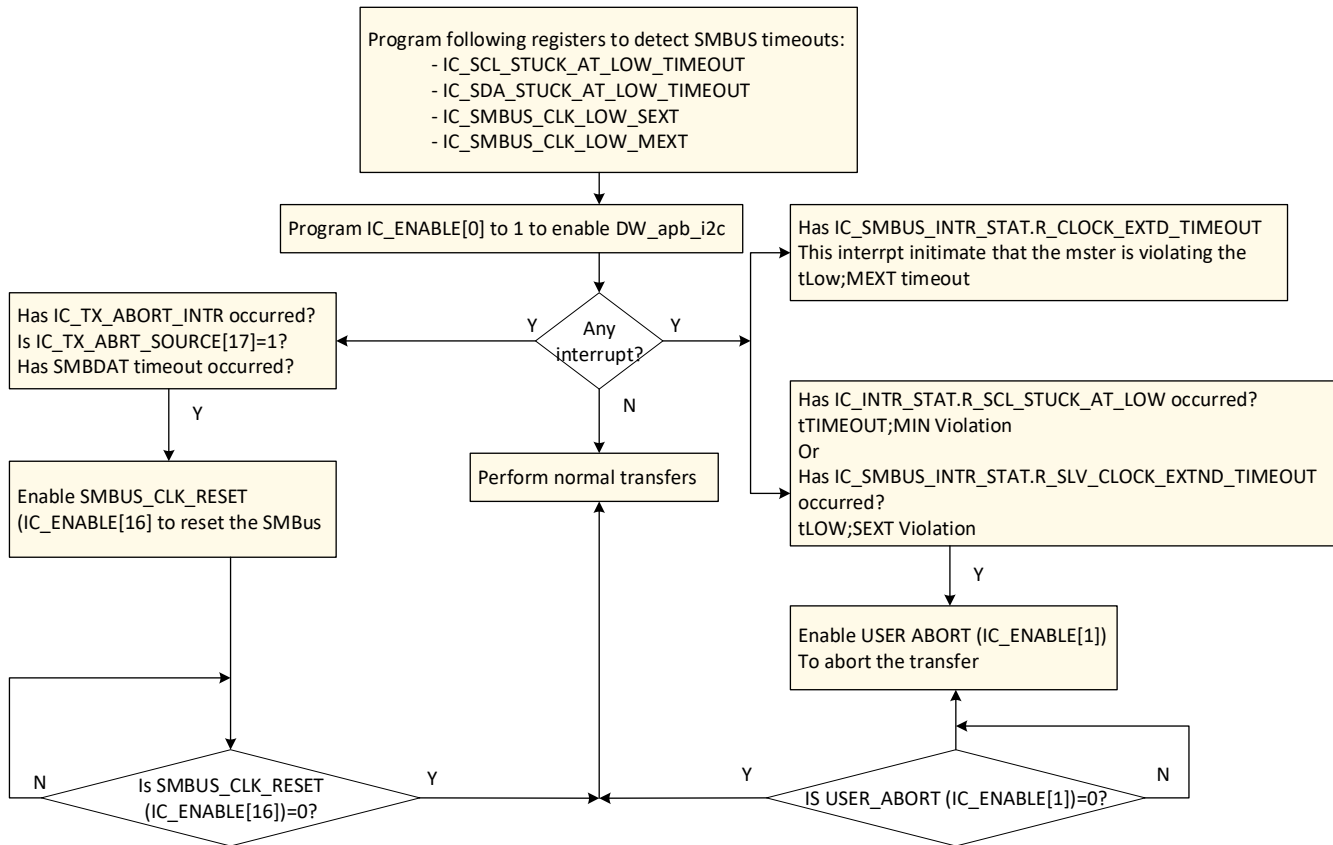 Program following registers to detect SMBUS timeouts:
- IC_SCL_STUCK_AT_LOW_TIMEOUT
- IC_SDA_STUCK_AT_LOW_TIMEOUT
- IC_SMBUS_CLK_LOW_SEXT
- IC_SMBUS_CLK_LOW_MEXT
Program IC_ENABLE[0] to 1 to enable DW_apb_i2c
Has IC_SMBUS_INTR_STAT.R_CLOCK_EXTD_TIMEOUT
This interrpt initimate that the mster is violating the
tLow;MEXT timeout
Has IC_TX_ABORT_INTR occurred?
Is IC_TX_ABRT_SOURCE[17]=1?
Has SMBDAT timeout occurred?
Y
Any
interrupt?
Y
N
Y
Has IC_INTR_STAT.R_SCL_STUCK_AT_LOW occurred?
tTIMEOUT;MIN Violation
Or
Has IC_SMBUS_INTR_STAT.R_SLV_CLOCK_EXTND_TIMEOUT
occurred?
tLOW;SEXT Violation
Perform normal transfers
Enable SMBUS_CLK_RESET
(IC_ENABLE[16] to reset the SMBus
Y
Enable USER ABORT (IC_ENABLE[1])
To abort the transfer
N
Is SMBUS_CLK_RESET
(IC_ENABLE[16])=0?
Y
Y
IS USER_ABORT (IC_ENABLE[1])=0?
N